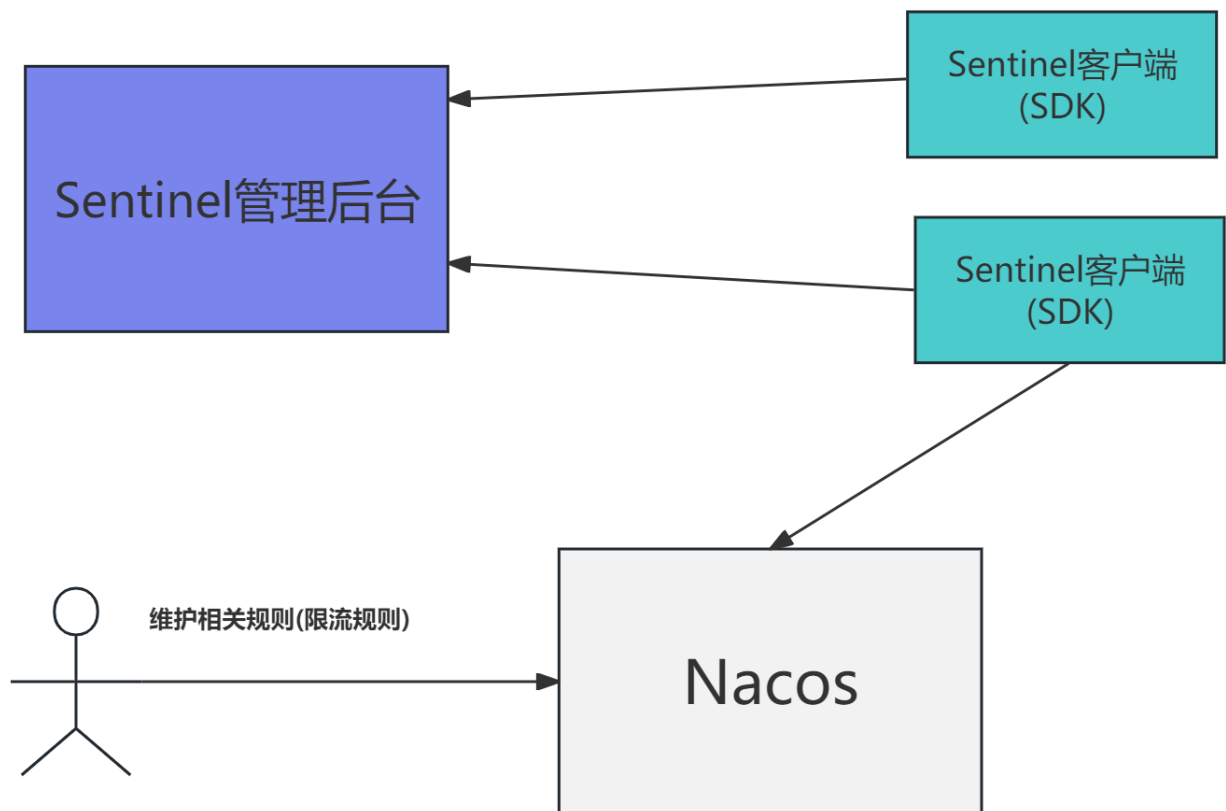 Sentinel客户端
(SDK)
Sentinel管理后台
Sentinel客户端
(SDK)
维护相关规则(限流规则)
Nacos